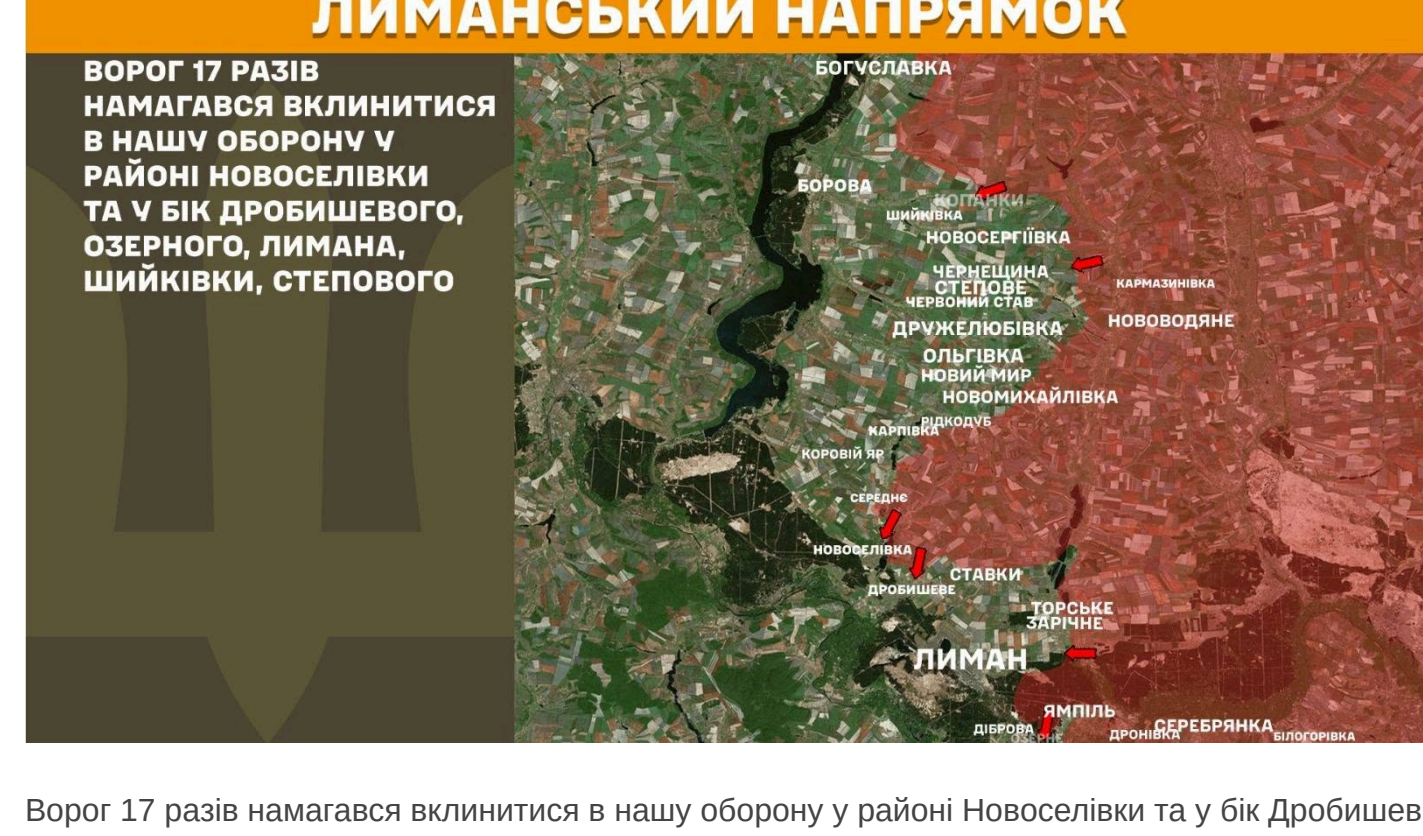 ЛИМАНСЬКИЙ НАПРЯМОК
ВОРОГ 17 РАЗІВ
НАМАГАВСЯ ВКЛИНИТИСЯ
В НАШУ ОБОРОНУ У
РАЙОНІ НОВОСЕЛІВКИ
ТА У БІК ДРОБИШЕВОГО,
ОЗЕРНОГО, ЛИМАНА,
ШИЙКІВКИ, СТЕПОВОГО
БОГУСЛАВКА
БОРОВА
КОПАНКИ
ШИЙКІВКА
НОВОСЕРГІЇВКА
ЧЕРНЕЩИНА
СТЕПОВЕ
КАРМАЗИНІВКА
ЧЕРВОНИЙ СТАВ
НОВОВОДЯНЕ
ДРУЖЕЛЮБІВКА
ОЛЬГІВКА
НОВИЙ МИР
НОВОМИХАЙЛІВКА
РІДКОДУБ
КАРПІВКА
КОРОВІЙ ЯР
СЕРЕДНЄ
НОВОСЕЛІВКА
СТАВКИ
ДРОБИШЕВЕ
ТОРСЬКЕ
ЗАРІЧНЕ
ЛИМАН
ЯМПІЛЬ
ДІБРОВА
СЕРЕБРЯНКА
ДРОНІВКА
БІЛОГОРІВКА
ОЗЕРНЕ
Ворог 17 разів намагався вклинитися в нашу оборону у районі Новоселівки та у бік Дробишев